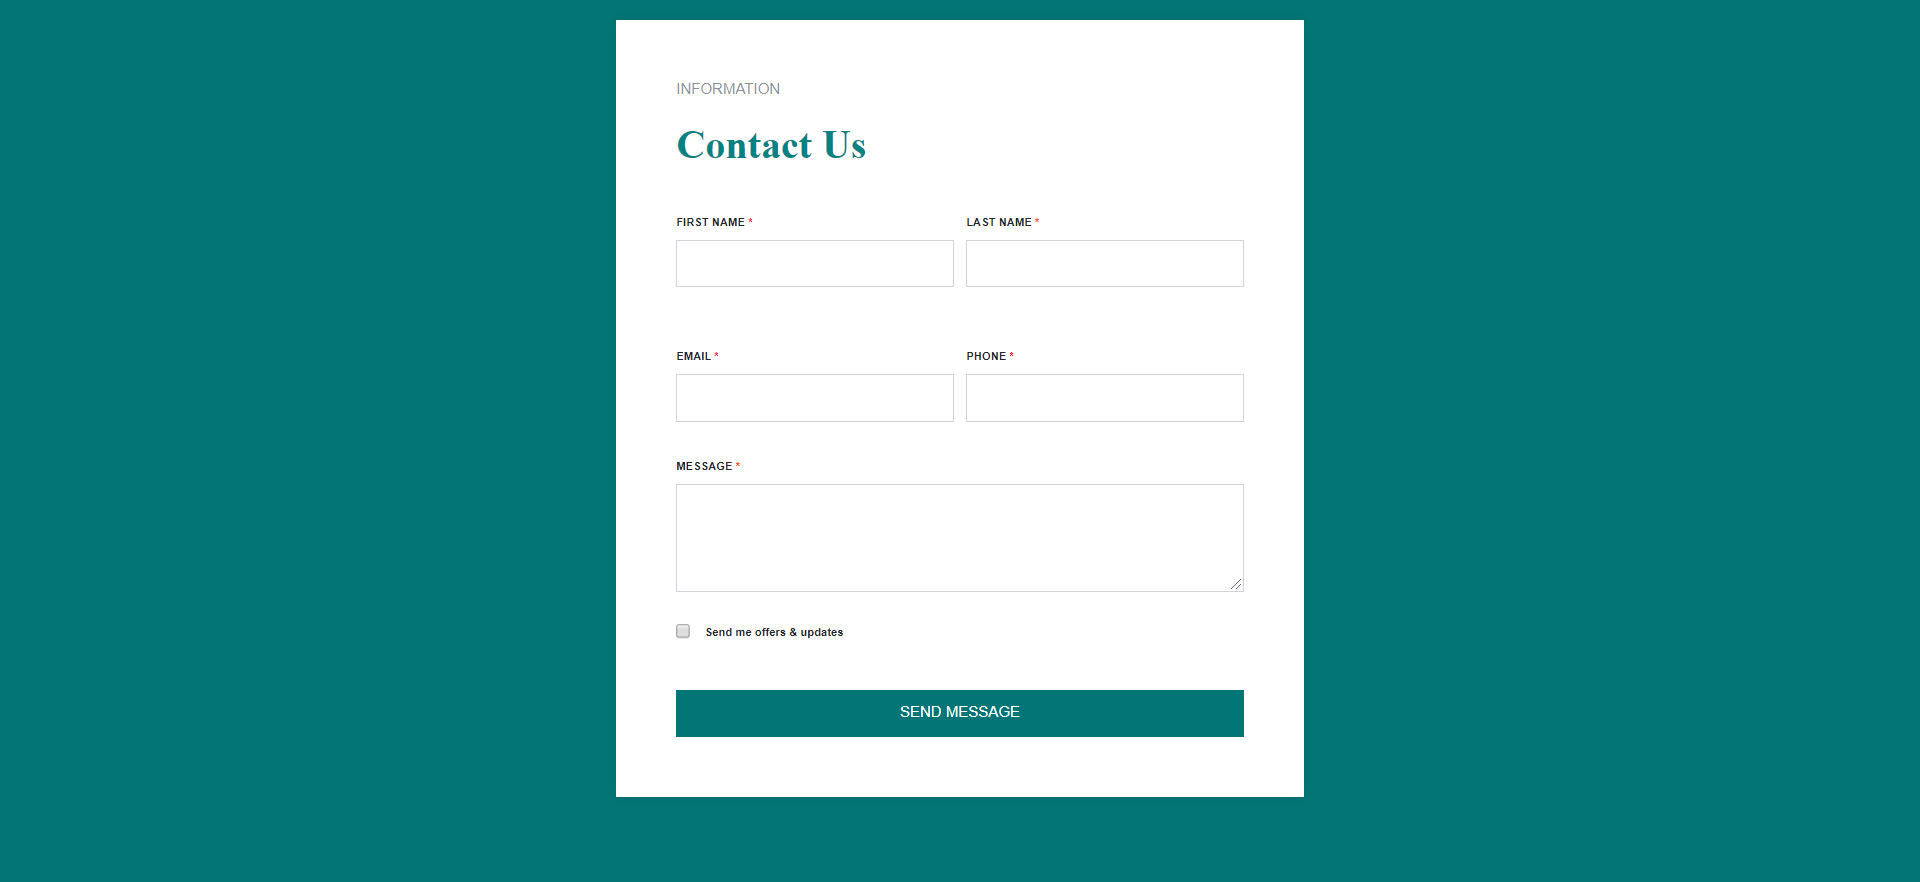 INFORMATION
Contact Us
FIRST NAME *
LAST NAME *
EMAIL *
PHONE *
MESSAGE *
Send me offers & updates
SEND MESSAGE